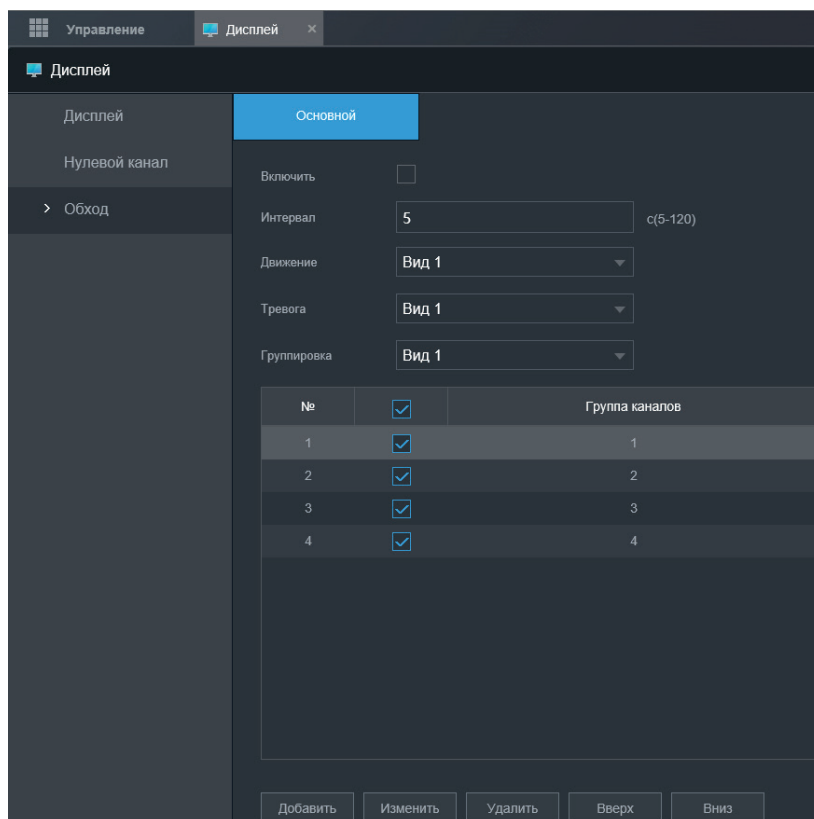 Управление
Дисплей ×
Дисплей
Дисплей
Нулевой канал
Обход
Основной
Включить
Интервал 5 с(5-120)
Движение Вид 1
Тревога Вид 1
Группировка Вид 1
№ Группа каналов
1 1
2 2
3 3
4 4
Добавить Изменить Удалить Вверх Вниз